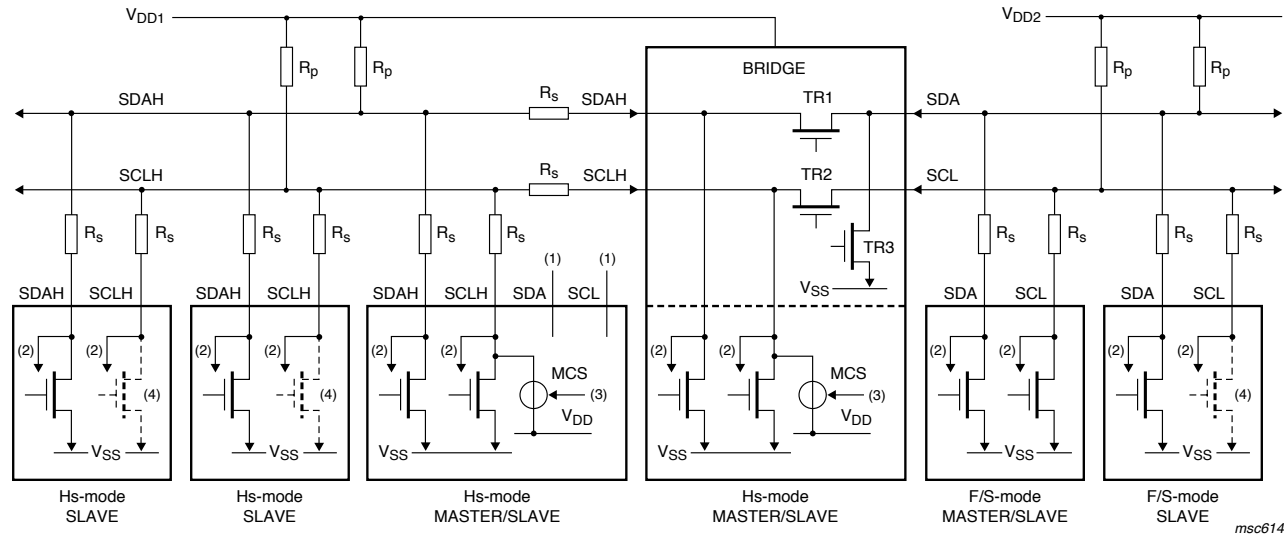 VDD1
VDD2
Rp Rp BRIDGE Rp Rp
SDAH Rs SDAH TR1 SDA
SCLH Rs SCLH TR2 SCL
Rs Rs Rs Rs Rs Rs TR3 Rs Rs Rs Rs
(1) (1)
VSS
SDAH SCLH SDAH SCLH SDAH SCLH SDA SCL SDA SCL SDA SCL
(2) (2) (2) (2) (2) (2) (2) (2) (2) (2) (2) (2)
MCS MCS
(4) (4) (3) (3) (4)
VDD VDD
VSS VSS VSS VSS VSS VSS
Hs-mode
SLAVE
Hs-mode
SLAVE
Hs-mode
MASTER/SLAVE
Hs-mode
MASTER/SLAVE
F/S-mode
MASTER/SLAVE
F/S-mode
SLAVE
msc614